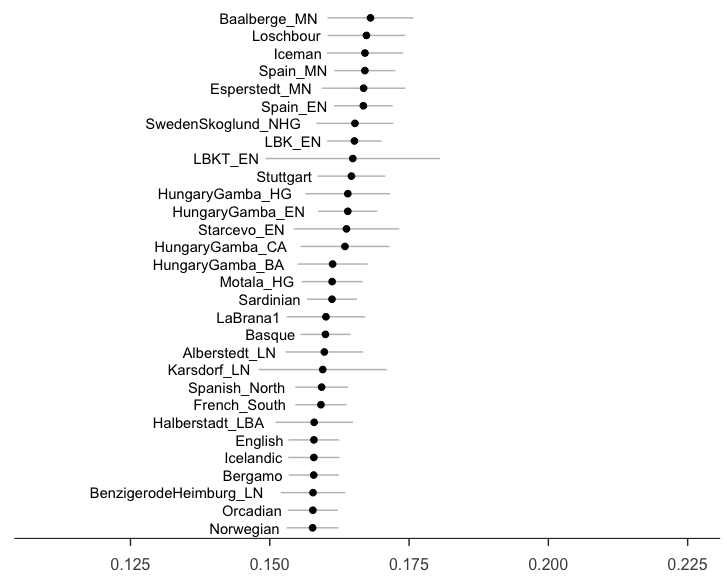 Baalberge_MN
Loschbour
Iceman
Spain_MN
Esperstedt_MN
Spain_EN
SwedenSkoglund_NHG
LBK_EN
LBKT_EN
Stuttgart
HungaryGamba_HG
HungaryGamba_EN
Starcevo_EN
HungaryGamba_CA
HungaryGamba_BA
Motala_HG
Sardinian
LaBrana1
Basque
Alberstedt_LN
Karsdorf_LN
Spanish_North
French_South
Halberstadt_LBA
English
Icelandic
Bergamo
BenzigerodeHeimburg_LN
Orcadian
Norwegian
0.125 0.150 0.175 0.200 0.225